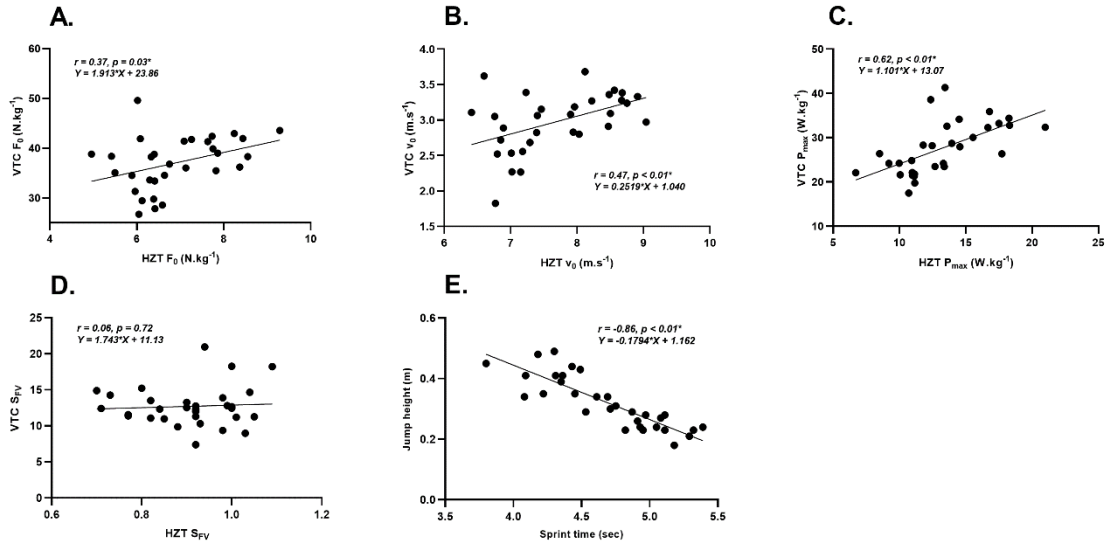 A.
r = 0.37, p = 0.03*
Y = 1.913*X + 23.86
VTC F₀ (N.kg⁻¹)
60
50
40
30
4
6
8
10
HZT F₀ (N.kg⁻¹)
B.
r = 0.47, p < 0.01*
Y = 0.2519*X + 1.040
VTC v₀ (m.s⁻¹)
4.0
3.5
3.0
2.5
2.0
1.5
6
7
8
9
10
HZT v₀ (m.s⁻¹)
C.
r = 0.62, p < 0.01*
Y = 1.101*X + 13.07
VTC Pmax (W.kg⁻¹)
50
40
30
20
10
5
10
15
20
25
HZT Pmax (W.kg⁻¹)
D.
r = 0.06, p = 0.72
Y = 1.743*X + 11.13
VTC SFV
25
20
15
10
5
0
0.6
0.8
1.0
1.2
HZT SFV
E.
r = -0.86, p < 0.01*
Y = -0.1794*X + 1.162
Jump height (m)
0.6
0.4
0.2
0.0
3.5
4.0
4.5
5.0
5.5
Sprint time (sec)